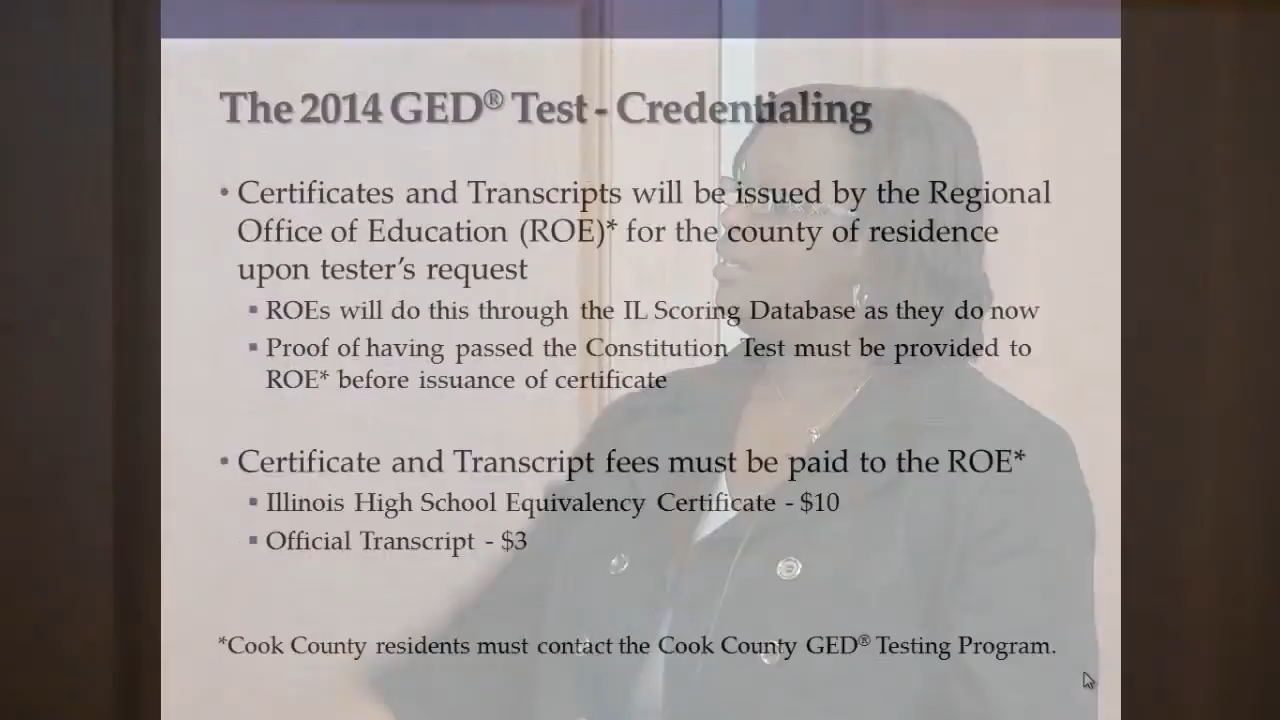 The 2014 GED® Test - Credentialing
• Certificates and Transcripts will be issued by the Regional
Office of Education (ROE)* for the county of residence
upon tester's request
▪ ROEs will do this through the IL Scoring Database as they do now
▪ Proof of having passed the Constitution Test must be provided to
ROE* before issuance of certificate
• Certificate and Transcript fees must be paid to the ROE*
▪ Illinois High School Equivalency Certificate - $10
▪ Official Transcript - $3
*Cook County residents must contact the Cook County GED® Testing Program.